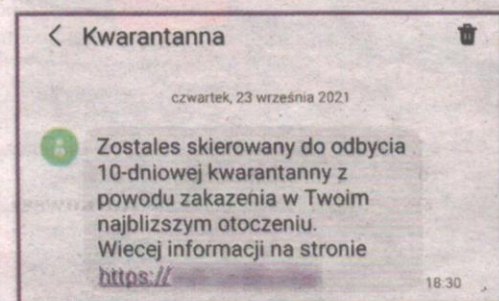 Kwarantanna
czwartek, 23 września 2021
Zostales skierowany do odbycia
10-dniowej kwarantanny z
powodu zakazenia w Twoim
najblizszym otoczeniu.
Wiecej informacji na stronie
https://
18:30